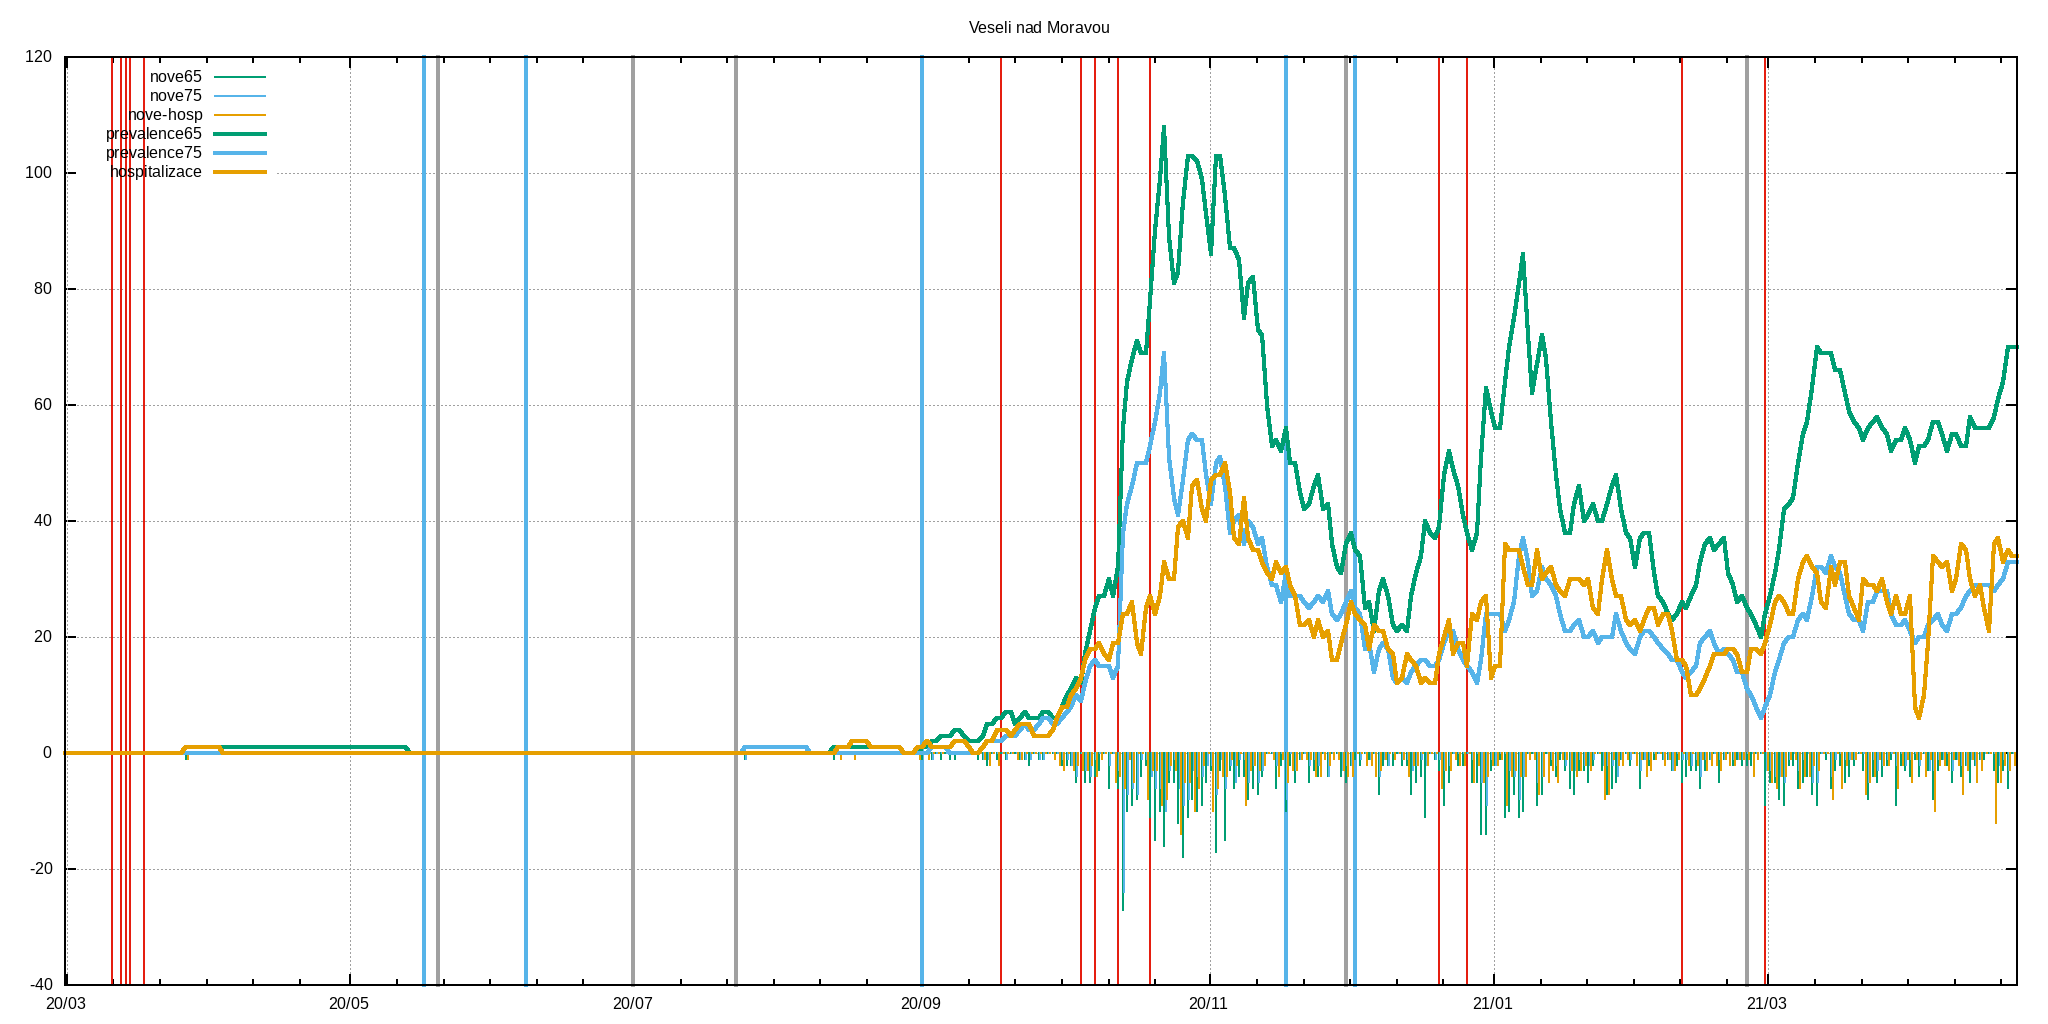 Veseli nad Moravou
120
100
80
60
40
20
0
-20
-40
nove65
nove75
nove-hosp
prevalence65
prevalence75
hospitalizace
20/03 20/05 20/07 20/09 20/11 21/01 21/03